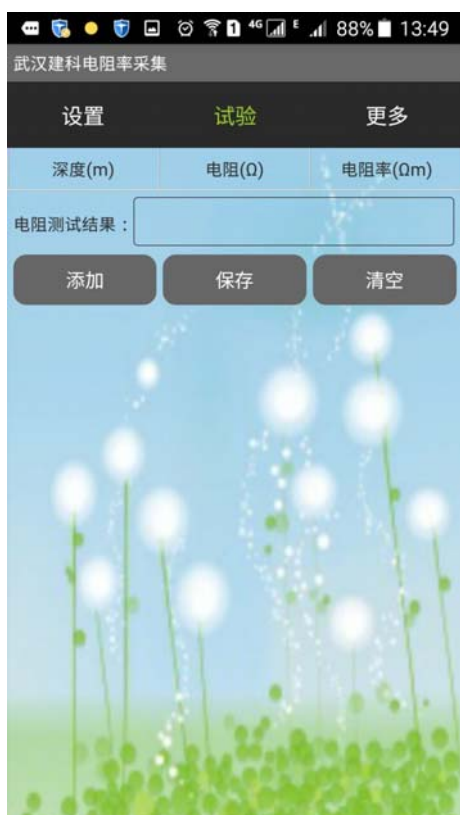 1 4G E 88% 13:49
武汉建科电阻率采集
设置 试验 更多
深度(m) 电阻(Ω) 电阻率(Ωm)
电阻测试结果：
添加 保存 清空